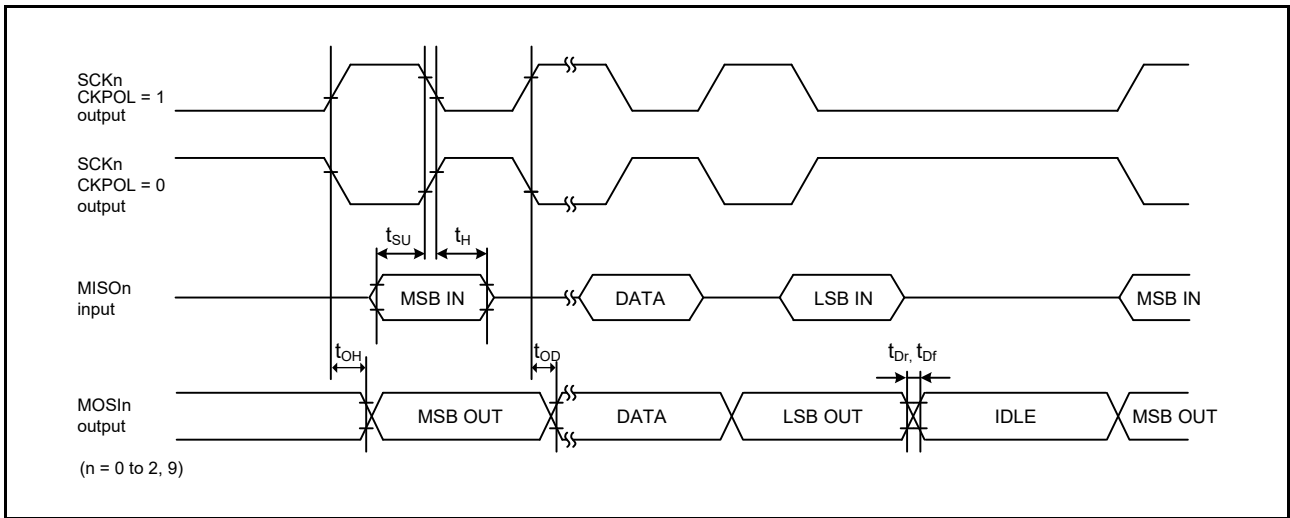 SCKn
CKPOL = 1
output
SCKn
CKPOL = 0
output
tSU
tH
MISOn
input
MSB IN
DATA
LSB IN
MSB IN
tOH
tOD
tDr, tDf
MOSIn
output
MSB OUT
DATA
LSB OUT
IDLE
MSB OUT
(n = 0 to 2, 9)